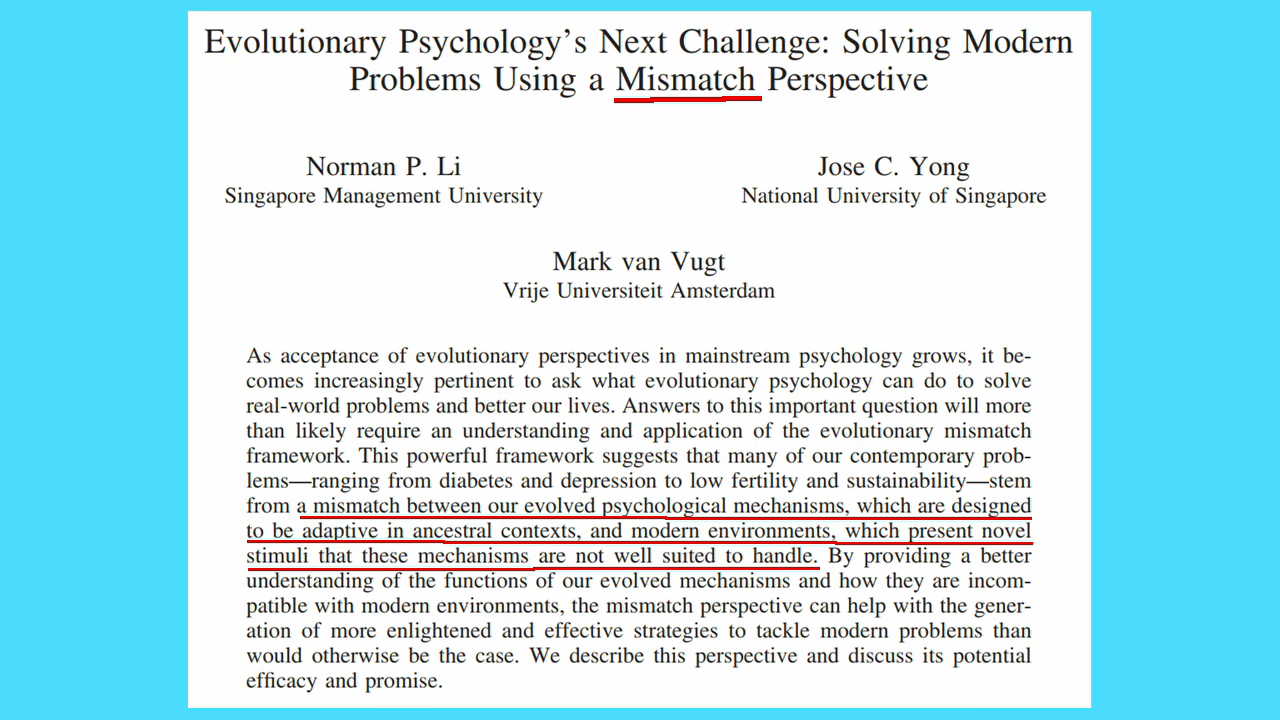 Evolutionary Psychology's Next Challenge: Solving Modern
Problems Using a Mismatch Perspective
Norman P. Li
Singapore Management University
Jose C. Yong
National University of Singapore
Mark van Vugt
Vrije Universiteit Amsterdam
As acceptance of evolutionary perspectives in mainstream psychology grows, it be-
comes increasingly pertinent to ask what evolutionary psychology can do to solve
real-world problems and better our lives. Answers to this important question will more
than likely require an understanding and application of the evolutionary mismatch
framework. This powerful framework suggests that many of our contemporary prob-
lems—ranging from diabetes and depression to low fertility and sustainability—stem
from a mismatch between our evolved psychological mechanisms, which are designed
to be adaptive in ancestral contexts, and modern environments, which present novel
stimuli that these mechanisms are not well suited to handle. By providing a better
understanding of the functions of our evolved mechanisms and how they are incom-
patible with modern environments, the mismatch perspective can help with the gener-
ation of more enlightened and effective strategies to tackle modern problems than
would otherwise be the case. We describe this perspective and discuss its potential
efficacy and promise.